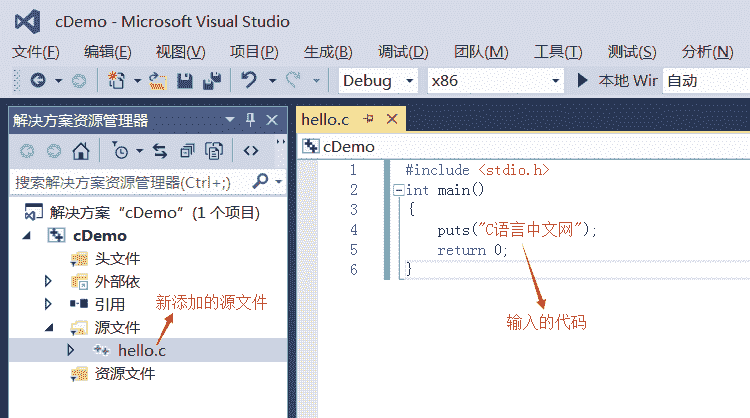 cDemo - Microsoft Visual Studio
文件(F) 编辑(E) 视图(V) 项目(P) 生成(B) 调试(D) 团队(M) 工具(T) 测试(S) 分析(N)
Debug x86 本地 Win 自动
解决方案资源管理器
搜索解决方案资源管理器(Ctrl+;)
解决方案"cDemo" (1 个项目)
cDemo
头文件
外部依
引用
新添加的源文件
源文件
hello.c
资源文件
hello.c
cDemo
1 #include <stdio.h>
2 int main()
3 {
4 puts("C语言中文网");
5 return 0;
6 }
输入的代码